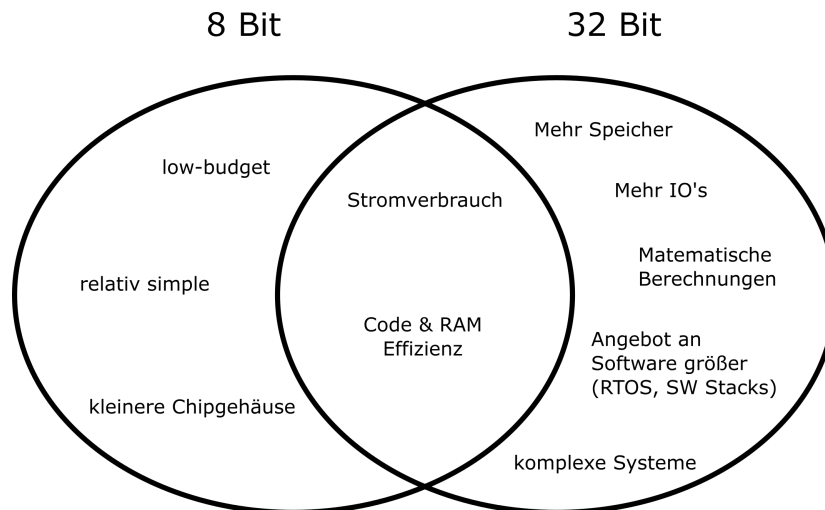 8 Bit
32 Bit
low-budget
relativ simple
kleinere Chipgehäuse
Stromverbrauch
Code & RAM
Effizienz
Mehr Speicher
Mehr IO's
Matematische
Berechnungen
Angebot an
Software größer
(RTOS, SW Stacks)
komplexe Systeme